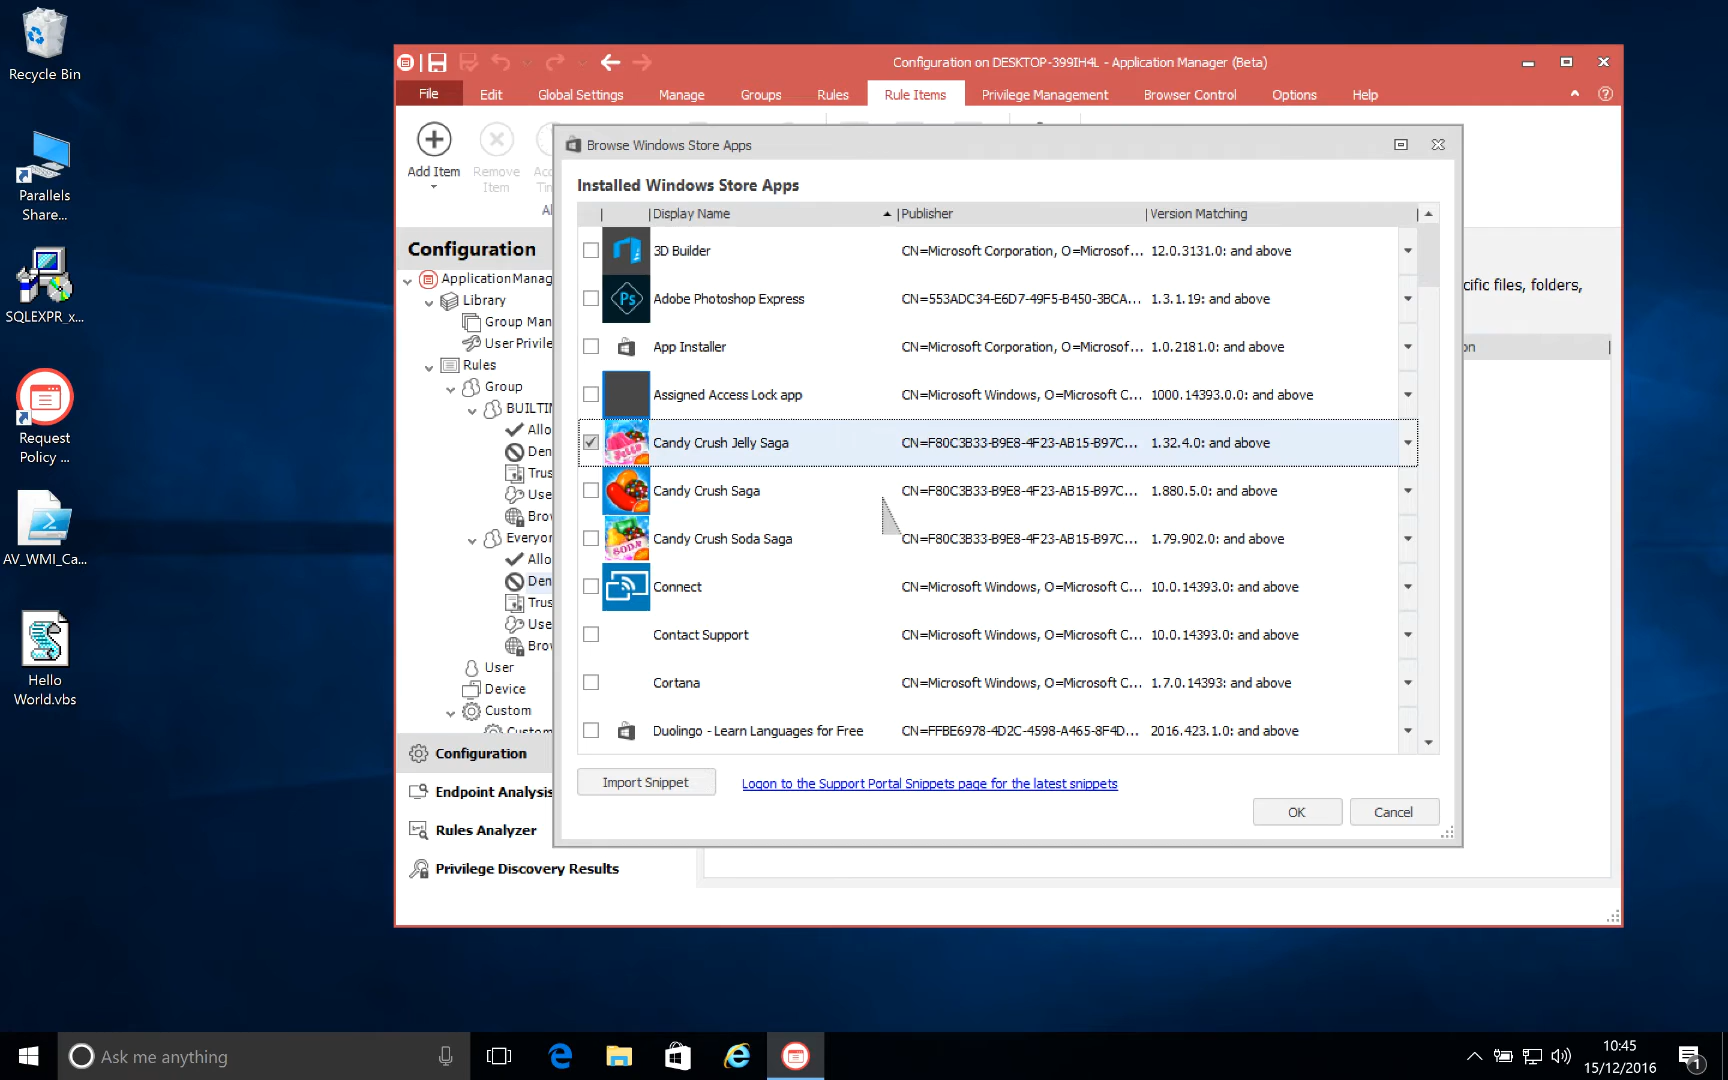 Recycle Bin
Parallels
Share...
SQLEXPR_x...
Request
Policy ...
AV_WMI_Ca...
Hello
World.vbs
Configuration on DESKTOP-399IH4L - Application Manager (Beta)
File Edit Global Settings Manage Groups Rules Rule Items Privilege Management Browser Control Options Help
Add Item
Remove
Item
Acc
Tin
Al
Configuration
ApplicationManag
Library
Group Man
User Privile
Rules
Group
BUILTIN
Allo
Den
Trus
Use
Brow
Everyon
Allo
Den
Trus
Use
Brow
User
Device
Custom
Configuration
Endpoint Analysis
Rules Analyzer
Privilege Discovery Results
cific files, folders,
on
Browse Windows Store Apps
Installed Windows Store Apps
Display Name Publisher Version Matching
3D Builder CN=Microsoft Corporation, O=Microsof... 12.0.3131.0: and above
Ps Adobe Photoshop Express CN=553ADC34-E6D7-49F5-B450-3BCA... 1.3.1.19: and above
App Installer CN=Microsoft Corporation, O=Microsof... 1.0.2181.0: and above
Assigned Access Lock app CN=Microsoft Windows, O=Microsoft C... 1000.14393.0.0: and above
Candy Crush Jelly Saga CN=F80C3B33-B9E8-4F23-AB15-B97C... 1.32.4.0: and above
Candy Crush Saga CN=F80C3B33-B9E8-4F23-AB15-B97C... 1.880.5.0: and above
SODA Candy Crush Soda Saga CN=F80C3B33-B9E8-4F23-AB15-B97C... 1.79.902.0: and above
Connect CN=Microsoft Windows, O=Microsoft C... 10.0.14393.0: and above
Contact Support CN=Microsoft Windows, O=Microsoft C... 10.0.14393.0: and above
Cortana CN=Microsoft Windows, O=Microsoft C... 1.7.0.14393: and above
Duolingo - Learn Languages for Free CN=FFBE6978-4D2C-4598-A465-8F4D... 2016.423.1.0: and above
Import Snippet Logon to the Support Portal Snippets page for the latest snippets
OK Cancel
Ask me anything
10:45
15/12/2016
1